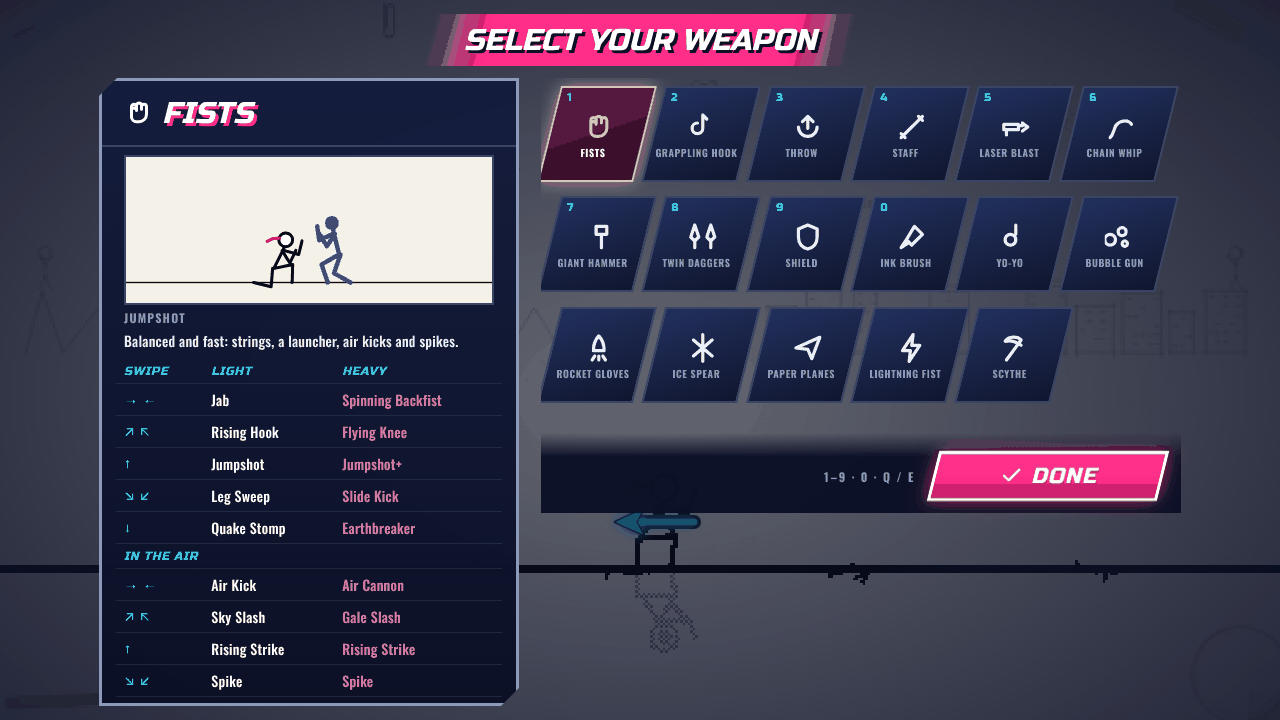 SELECT YOUR WEAPON
FISTS
JUMPSHOT
Balanced and fast: strings, a launcher, air kicks and spikes.
SWIPE LIGHT HEAVY
→ ← Jab Spinning Backfist
↗ ↖ Rising Hook Flying Knee
↑ Jumpshot Jumpshot+
↘ ↙ Leg Sweep Slide Kick
↓ Quake Stomp Earthbreaker
IN THE AIR
→ ← Air Kick Air Cannon
↗ ↖ Sky Slash Gale Slash
↑ Rising Strike Rising Strike
↘ ↙ Spike Spike
1 2 3 4 5 6
FISTS GRAPPLING HOOK THROW STAFF LASER BLAST CHAIN WHIP
7 8 9 0
GIANT HAMMER TWIN DAGGERS SHIELD INK BRUSH YO-YO BUBBLE GUN
ROCKET GLOVES ICE SPEAR PAPER PLANES LIGHTNING FIST SCYTHE
1–9 · 0 · Q / E
DONE